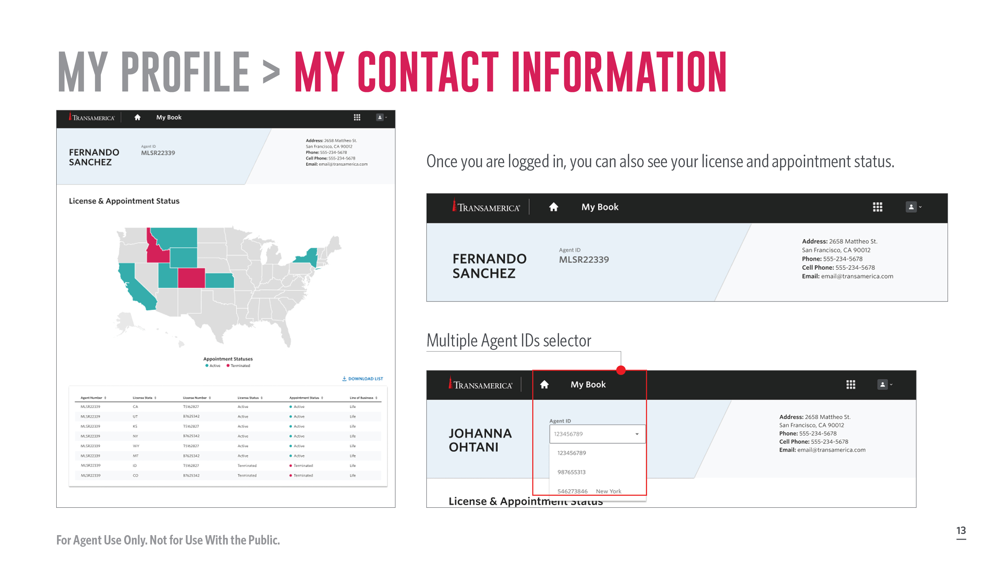 MY PROFILE > MY CONTACT INFORMATION
TRANSAMERICA®
My Book
FERNANDO
SANCHEZ
Agent ID
MLSR22339
Address: 2658 Mattheo St.
San Francisco, CA 90012
Phone: 555-234-5678
Cell Phone: 555-234-5678
Email: email@transamerica.com
License & Appointment Status
Appointment Statuses
Active Terminated
DOWNLOAD LIST
Agent Number License State License Number License Status Appointment Status Line of Business
MLSR22339 CA T5162827 Active Active Life
MLSR22339 UT B7625342 Active Active Life
MLSR22339 KS T5162827 Active Active Life
MLSR22339 NY B7625342 Active Active Life
MLSR22339 WY T5162827 Active Active Life
MLSR22339 MT B7625342 Active Active Life
MLSR22339 ID T5162827 Terminated Terminated Life
MLSR22339 CO B7625342 Terminated Terminated Life
Once you are logged in, you can also see your license and appointment status.
TRANSAMERICA®
My Book
FERNANDO
SANCHEZ
Agent ID
MLSR22339
Address: 2658 Mattheo St.
San Francisco, CA 90012
Phone: 555-234-5678
Cell Phone: 555-234-5678
Email: email@transamerica.com
Multiple Agent IDs selector
TRANSAMERICA®
My Book
JOHANNA
OHTANI
Agent ID
123456789
123456789
987655313
546273846 New York
Address: 2658 Mattheo St.
San Francisco, CA 90012
Phone: 555-234-5678
Cell Phone: 555-234-5678
Email: email@transamerica.com
License & Appointment Status
For Agent Use Only. Not for Use With the Public.
13